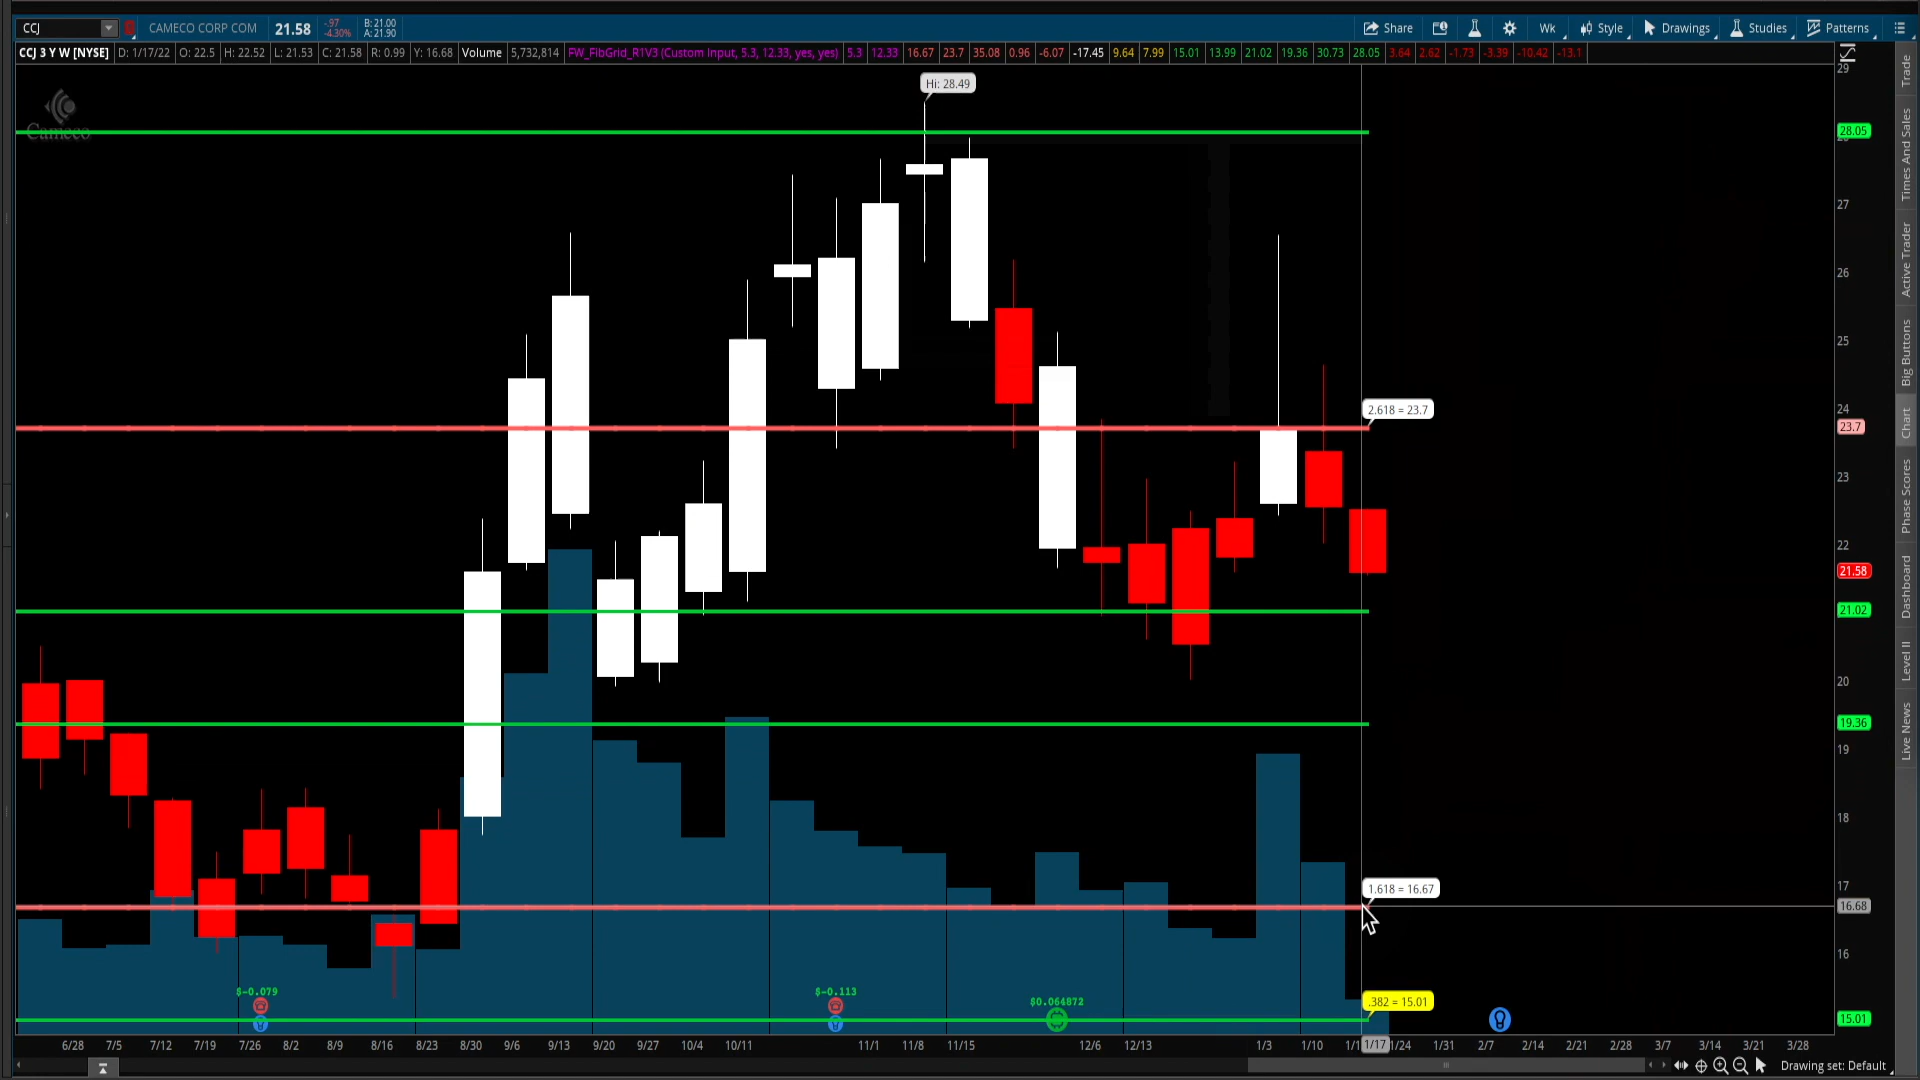 CCJ CAMECO CORP COM 21.58 -.97 -4.30% B: 21.00 A: 21.90 Share Wk Style Drawings Studies Patterns
CCJ 3 Y W [NYSE] D: 1/17/22 O: 22.5 H: 22.52 L: 21.53 C: 21.58 R: 0.99 Y: 16.68 Volume 5,732,814 FW_FibGrid_R1V3 (Custom Input, 5.3, 12.33, yes, yes) 5.3 12.33 16.67 23.7 35.08 0.96 -6.07 -17.45 9.64 7.99 15.01 13.99 21.02 19.36 30.73 28.05 3.64 2.62 -1.73 -3.39 -10.42 -13.1
Cameco
Hi: 28.49
2.618 = 23.7
1.618 = 16.67
.382 = 15.01
$-0.079
$-0.113
$0.064872
29
28.05
27
26
25
24
23.7
23
22
21.58
21.02
20
19.36
19
18
17
16.68
16
15.01
6/28 7/5 7/12 7/19 7/26 8/2 8/9 8/16 8/23 8/30 9/6 9/13 9/20 9/27 10/4 10/11 11/1 11/8 11/15 12/6 12/13 1/3 1/10 1/17 1/24 1/31 2/7 2/14 2/21 2/28 3/7 3/14 3/21 3/28
Drawing set: Default
Trade
Times And Sales
Active Trader
Big Buttons
Chart
Phase Scores
Dashboard
Level II
Live News